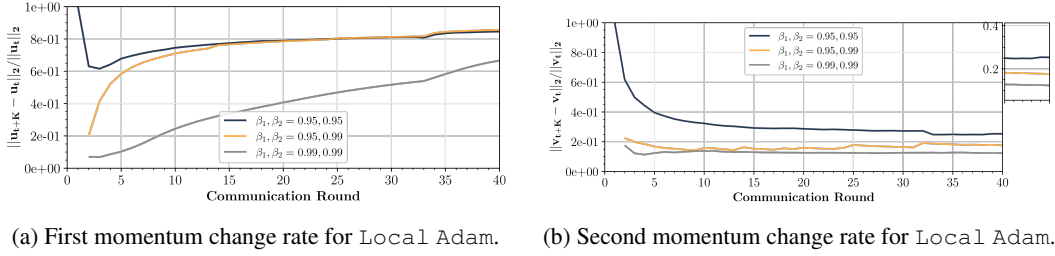 1e+00
8e-01
6e-01
4e-01
2e-01
0e+00
||u_{t+K} − u_t||_2/||u_t||_2
β₁, β₂ = 0.95, 0.95
β₁, β₂ = 0.95, 0.99
β₁, β₂ = 0.99, 0.99
0 5 10 15 20 25 30 35 40
Communication Round
(a) First momentum change rate for Local Adam.
1e+00
8e-01
6e-01
4e-01
2e-01
0e+00
||v_{t+K} − v_t||_2/||v_t||_2
β₁, β₂ = 0.95, 0.95
β₁, β₂ = 0.95, 0.99
β₁, β₂ = 0.99, 0.99
0.4
0.2
0 5 10 15 20 25 30 35 40
Communication Round
(b) Second momentum change rate for Local Adam.